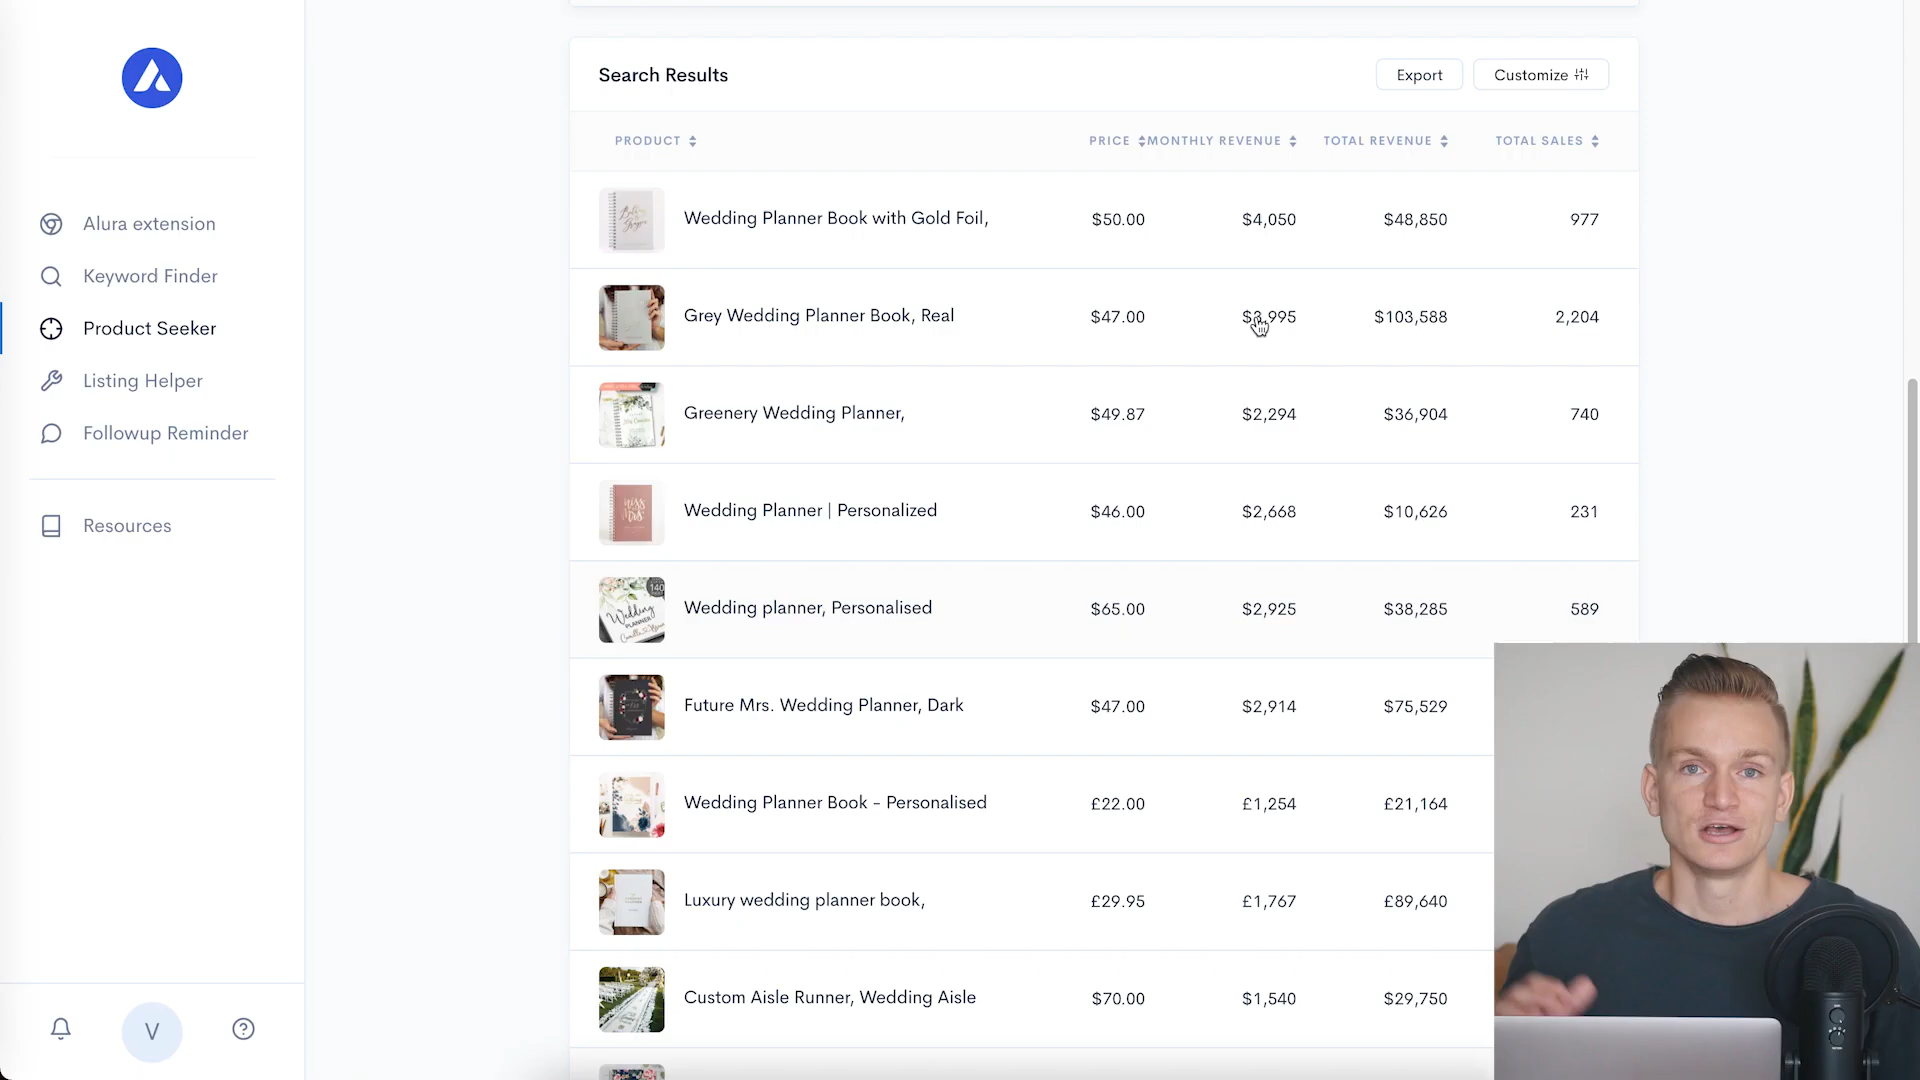 Search Results
Export
Customize
PRODUCT PRICE MONTHLY REVENUE TOTAL REVENUE TOTAL SALES
Alura extension
Keyword Finder
Product Seeker
Listing Helper
Followup Reminder
Resources
V
Wedding Planner Book with Gold Foil, $50.00 $4,050 $48,850 977
Grey Wedding Planner Book, Real $47.00 $3,995 $103,588 2,204
Greenery Wedding Planner, $49.87 $2,294 $36,904 740
Wedding Planner | Personalized $46.00 $2,668 $10,626 231
Wedding planner, Personalised $65.00 $2,925 $38,285 589
140
Wedding
PLANNER
Future Mrs. Wedding Planner, Dark $47.00 $2,914 $75,529
Wedding Planner Book - Personalised £22.00 £1,254 £21,164
Luxury wedding planner book, £29.95 £1,767 £89,640
Custom Aisle Runner, Wedding Aisle $70.00 $1,540 $29,750